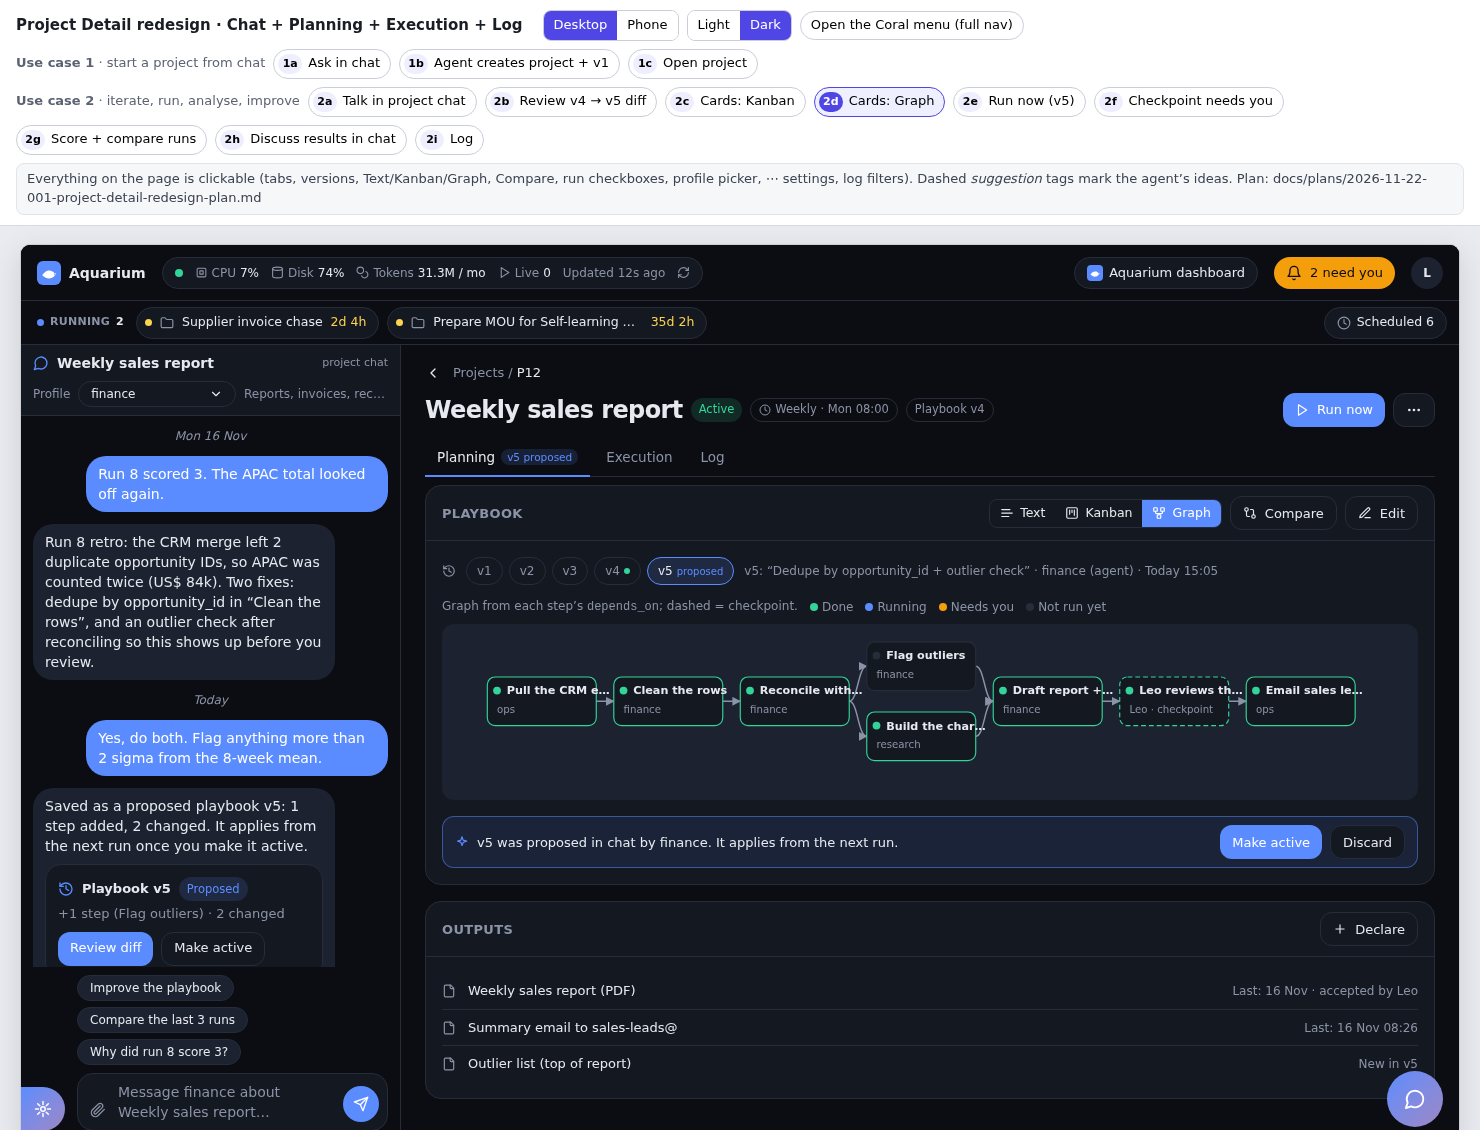 Project Detail redesign · Chat + Planning + Execution + Log
Desktop Phone Light Dark Open the Coral menu (full nav)
Use case 1 · start a project from chat 1a Ask in chat 1b Agent creates project + v1 1c Open project
Use case 2 · iterate, run, analyse, improve 2a Talk in project chat 2b Review v4 → v5 diff 2c Cards: Kanban 2d Cards: Graph 2e Run now (v5) 2f Checkpoint needs you
2g Score + compare runs 2h Discuss results in chat 2i Log
Everything on the page is clickable (tabs, versions, Text/Kanban/Graph, Compare, run checkboxes, profile picker, ··· settings, log filters). Dashed suggestion tags mark the agent's ideas. Plan: docs/plans/2026-11-22-
001-project-detail-redesign-plan.md
Aquarium CPU 7% Disk 74% Tokens 31.3M / mo Live 0 Updated 12s ago Aquarium dashboard 2 need you L
RUNNING 2 Supplier invoice chase 2d 4h Prepare MOU for Self-learning … 35d 2h Scheduled 6
Weekly sales report project chat
Profile finance Reports, invoices, rec…
Mon 16 Nov
Run 8 scored 3. The APAC total looked
off again.
Run 8 retro: the CRM merge left 2
duplicate opportunity IDs, so APAC was
counted twice (US$ 84k). Two fixes:
dedupe by opportunity_id in “Clean the
rows”, and an outlier check after
reconciling so this shows up before you
review.
Today
Yes, do both. Flag anything more than
2 sigma from the 8-week mean.
Saved as a proposed playbook v5: 1
step added, 2 changed. It applies from
the next run once you make it active.
Playbook v5 Proposed
+1 step (Flag outliers) · 2 changed
Review diff Make active
Improve the playbook
Compare the last 3 runs
Why did run 8 score 3?
Message finance about
Weekly sales report…
Projects / P12
Weekly sales report Active Weekly · Mon 08:00 Playbook v4 Run now ···
Planning v5 proposed Execution Log
PLAYBOOK Text Kanban Graph Compare Edit
v1 v2 v3 v4 v5 proposed v5: “Dedupe by opportunity_id + outlier check” · finance (agent) · Today 15:05
Graph from each step's depends_on; dashed = checkpoint. Done Running Needs you Not run yet
Flag outliers
finance
Pull the CRM e… Clean the rows Reconcile with… Draft report +… Leo reviews th… Email sales le…
ops finance finance finance Leo · checkpoint ops
Build the char…
research
v5 was proposed in chat by finance. It applies from the next run. Make active Discard
OUTPUTS Declare
Weekly sales report (PDF) Last: 16 Nov · accepted by Leo
Summary email to sales-leads@ Last: 16 Nov 08:26
Outlier list (top of report) New in v5